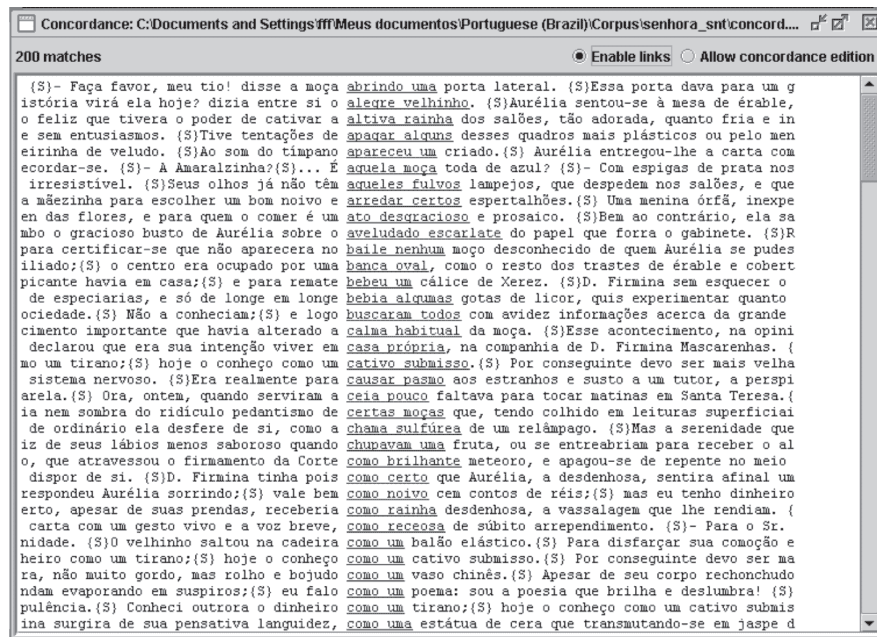 Concordance: C:\Documents and Settings\fff\Meus documentos\Portuguese (Brazil)\Corpus\senhora_snt\concord....
200 matches Enable links Allow concordance edition
{S}- Faça favor, meu tio! disse a moça abrindo uma porta lateral. {S}Essa porta dava para um g
istória virá ela hoje? dizia entre si o alegre velhinho. {S}Aurélia sentou-se à mesa de érable,
o feliz que tivera o poder de cativar a altiva rainha dos salões, tão adorada, quanto fria e in
e sem entusiasmos. {S}Tive tentações de apagar alguns desses quadros mais plásticos ou pelo men
eirinha de veludo. {S}Ao som do tímpano apareceu um criado.{S} Aurélia entregou-lhe a carta com
ecordar-se. {S}- A Amaralzinha?{S}... É aquela moça toda de azul? {S}- Com espigas de prata nos
irresistível. {S}Seus olhos já não têm aqueles fulvos lampejos, que despedem nos salões, e que
a mãezinha para escolher um bom noivo e arredar certos espertalhões.{S} Uma menina órfã, inexpe
en das flores, e para quem o comer é um ato desgracioso e prosaico. {S}Bem ao contrário, ela sa
mbo o gracioso busto de Aurélia sobre o aveludado escarlate do papel que forra o gabinete. {S}R
para certificar-se que não aparecera no baile nenhum moço desconhecido de quem Aurélia se pudes
iliado;{S} o centro era ocupado por uma banca oval, como o resto dos trastes de érable e cobert
picante havia em casa;{S} e para remate bebeu um cálice de Xerez. {S}D. Firmina sem esquecer o
de especiarias, e só de longe em longe bebia algumas gotas de licor, quis experimentar quanto
ociedade.{S} Não a conheciam;{S} e logo buscaram todos com avidez informações acerca da grande
cimento importante que havia alterado a calma habitual da moça. {S}Esse acontecimento, na opini
declarou que era sua intenção viver em casa própria, na companhia de D. Firmina Mascarenhas. {
mo um tirano;{S} hoje o conheço como um cativo submisso.{S} Por conseguinte devo ser mais velha
sistema nervoso. {S}Era realmente para causar pasmo aos estranhos e susto a um tutor, a perspi
arela.{S} Ora, ontem, quando serviram a ceia pouco faltava para tocar matinas em Santa Teresa.{
ia nem sombra do ridículo pedantismo de certas moças que, tendo colhido em leituras superficiai
de ordinário ela desfere de si, como a chama sulfúrea de um relâmpago. {S}Mas a serenidade que
iz de seus lábios menos saboroso quando chupavam uma fruta, ou se entreabriam para receber o al
o, que atravessou o firmamento da Corte como brilhante meteoro, e apagou-se de repente no meio
dispor de si. {S}D. Firmina tinha pois como certo que Aurélia, a desdenhosa, sentira afinal um
respondeu Aurélia sorrindo;{S} vale bem como noivo cem contos de réis;{S} mas eu tenho dinheiro
erto, apesar de suas prendas, receberia como rainha desdenhosa, a vassalagem que lhe rendiam. {
carta com um gesto vivo e a voz breve, como receosa de súbito arrependimento. {S}- Para o Sr.
nidade. {S}O velhinho saltou na cadeira como um balão elástico.{S} Para disfarçar sua comoção e
heiro como um tirano;{S} hoje o conheço como um cativo submisso.{S} Por conseguinte devo ser ma
ra, não muito gordo, mas rolho e bojudo como um vaso chinês.{S} Apesar de seu corpo rechonchudo
ndam evaporando em suspiros;{S} eu falo como um poema: sou a poesia que brilha e deslumbra! {S}
pulência.{S} Conheci outrora o dinheiro como um tirano;{S} hoje o conheço como um cativo submis
ina surgira de sua pensativa languidez, como uma estátua de cera que transmutando-se em jaspe d